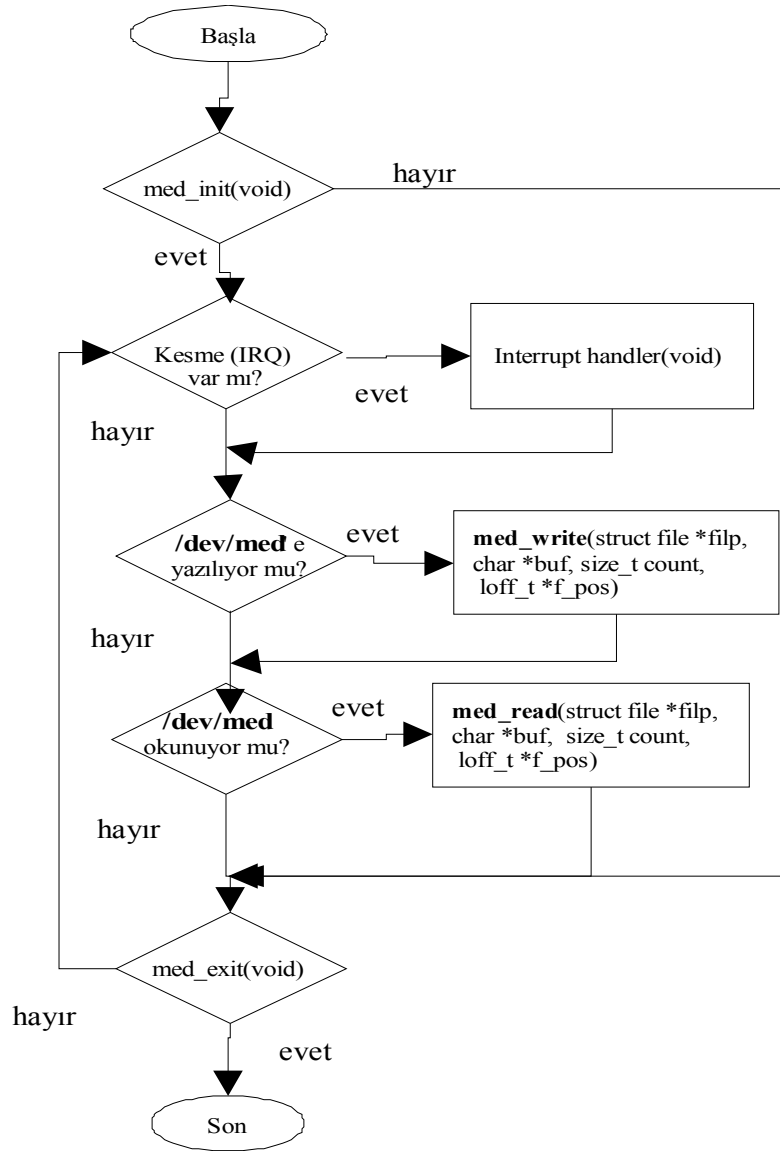 Başla
med_init(void)
hayır
evet
Kesme (IRQ)
var mı?
evet
Interrupt handler(void)
hayır
/dev/med' e
yazılıyor mu?
evet
med_write(struct file *filp,
char *buf, size_t count,
loff_t *f_pos)
hayır
/dev/med
okunuyor mu?
evet
med_read(struct file *filp,
char *buf, size_t count,
loff_t *f_pos)
hayır
med_exit(void)
hayır
evet
Son